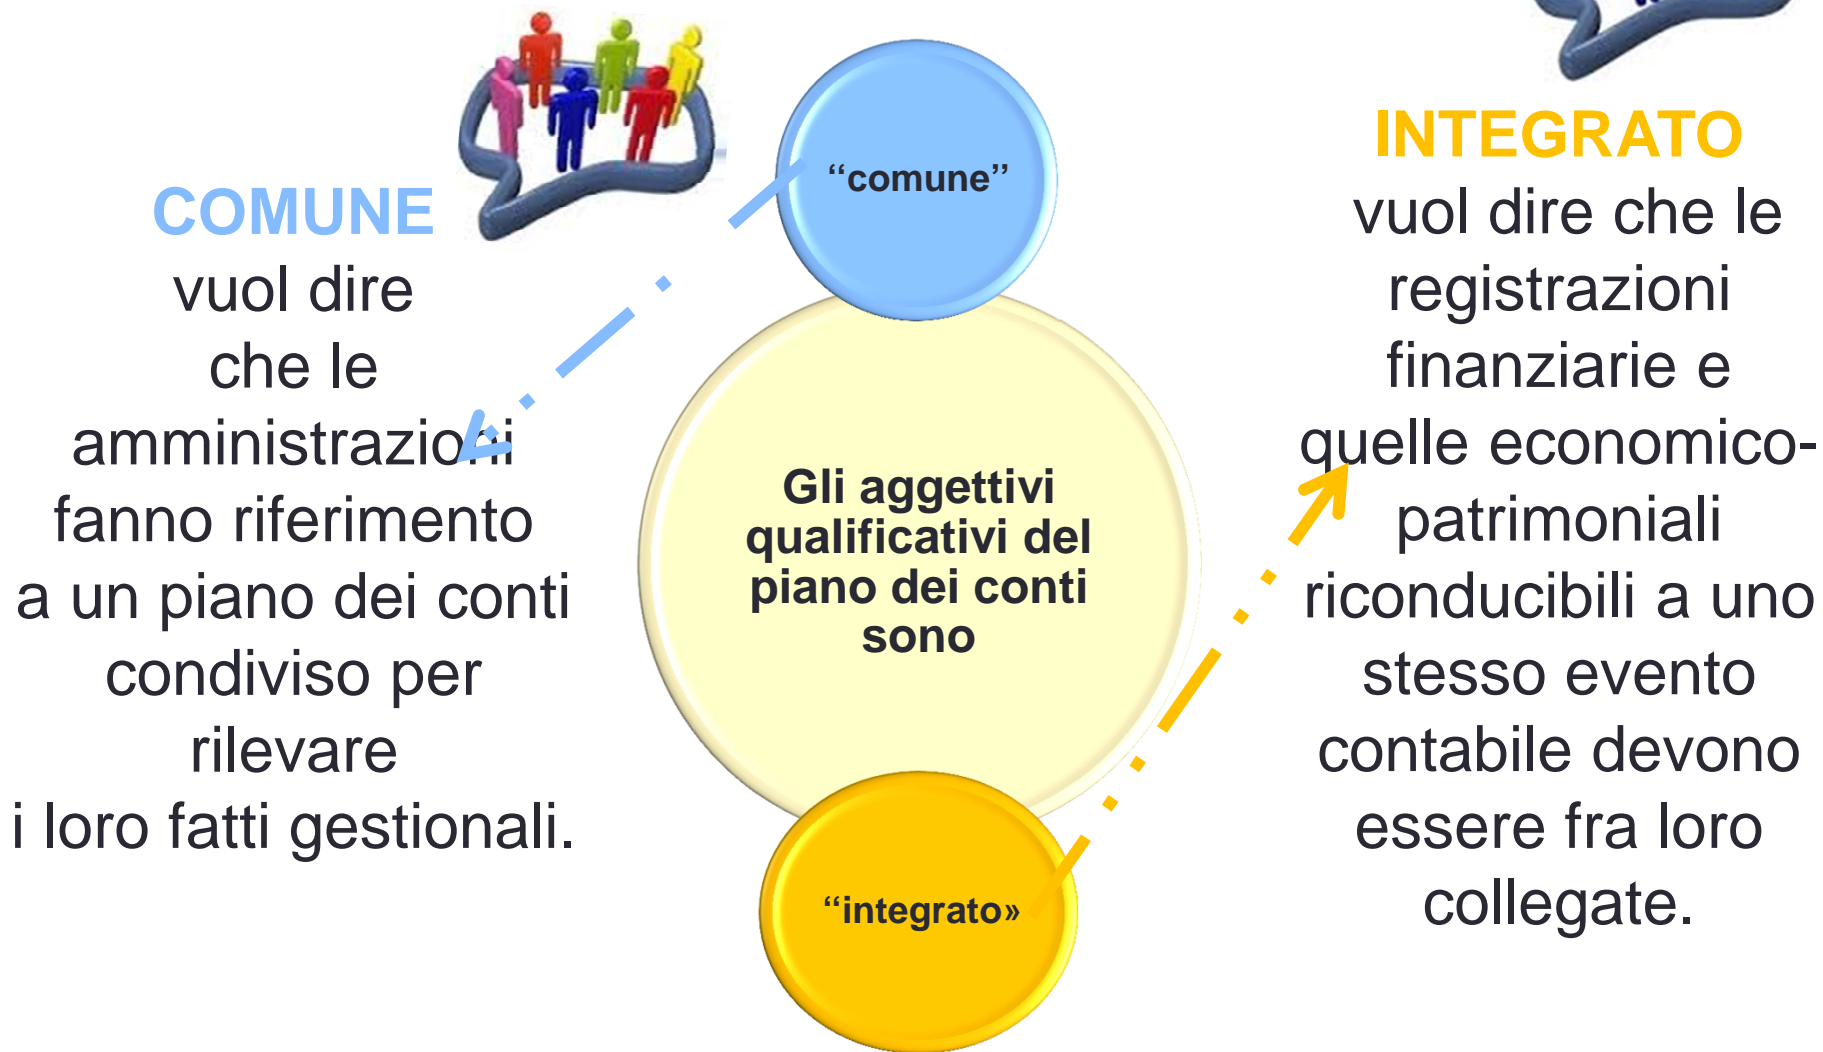 COMUNE
vuol dire
che le
amministrazioni
fanno riferimento
a un piano dei conti
condiviso per
rilevare
i loro fatti gestionali.
“comune”
Gli aggettivi
qualificativi del
piano dei conti
sono
“integrato»
INTEGRATO
vuol dire che le
registrazioni
finanziarie e
quelle economico-
patrimoniali
riconducibili a uno
stesso evento
contabile devono
essere fra loro
collegate.